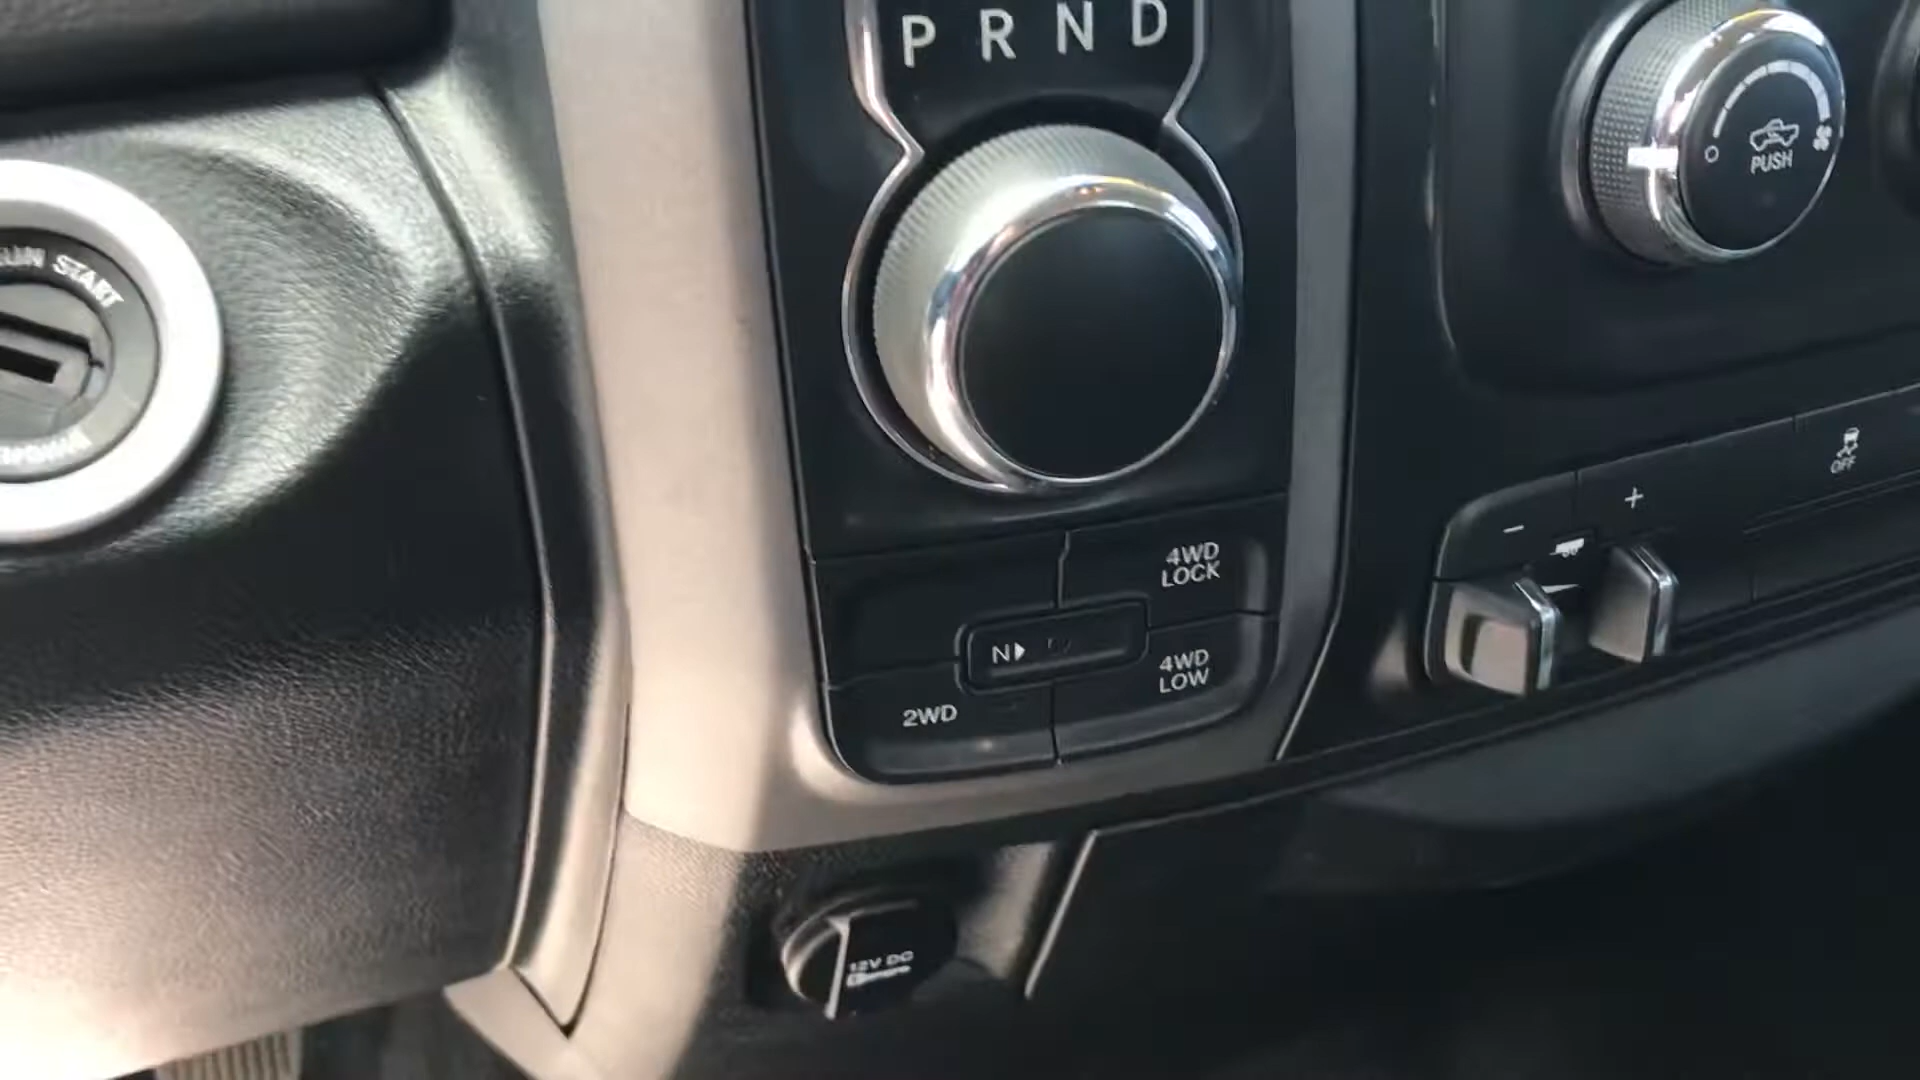 P R N D
PUSH
START
OFF
- +
4WD
LOCK
N
4WD
LOW
2WD
12V DC